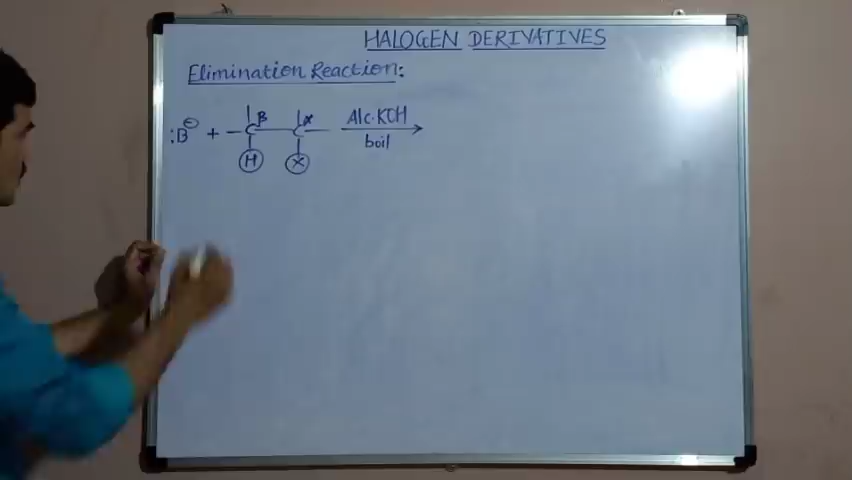 HALOGEN DERIVATIVES
Elimination Reaction:
:B⊖ + —C^β—C^α— Alc.KOH
boil
H X